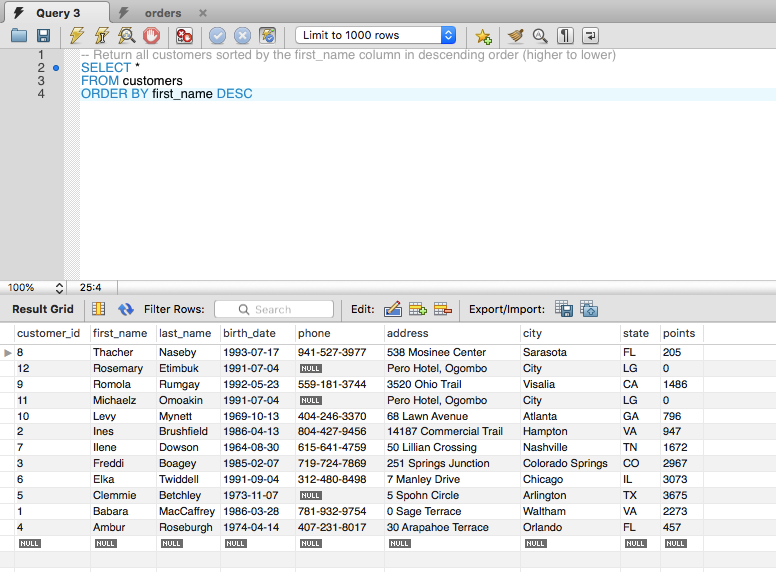 Query 3 orders
Limit to 1000 rows
1 -- Return all customers sorted by the first_name column in descending order (higher to lower)
2 SELECT *
3 FROM customers
4 ORDER BY first_name DESC
100% 25:4
Result Grid Filter Rows: Search Edit: Export/Import:
customer_id first_name last_name birth_date phone address city state points
8 Thacher Naseby 1993-07-17 941-527-3977 538 Mosinee Center Sarasota FL 205
12 Rosemary Etimbuk 1991-07-04 NULL Pero Hotel, Ogombo City LG 0
9 Romola Rumgay 1992-05-23 559-181-3744 3520 Ohio Trail Visalia CA 1486
11 Michaelz Omoakin 1991-07-04 NULL Pero Hotel, Ogombo City LG 0
10 Levy Mynett 1969-10-13 404-246-3370 68 Lawn Avenue Atlanta GA 796
2 Ines Brushfield 1986-04-13 804-427-9456 14187 Commercial Trail Hampton VA 947
7 Ilene Dowson 1964-08-30 615-641-4759 50 Lillian Crossing Nashville TN 1672
3 Freddi Boagey 1985-02-07 719-724-7869 251 Springs Junction Colorado Springs CO 2967
6 Elka Twiddell 1991-09-04 312-480-8498 7 Manley Drive Chicago IL 3073
5 Clemmie Betchley 1973-11-07 NULL 5 Spohn Circle Arlington TX 3675
1 Babara MacCaffrey 1986-03-28 781-932-9754 0 Sage Terrace Waltham VA 2273
4 Ambur Roseburgh 1974-04-14 407-231-8017 30 Arapahoe Terrace Orlando FL 457
NULL NULL NULL NULL NULL NULL NULL NULL NULL